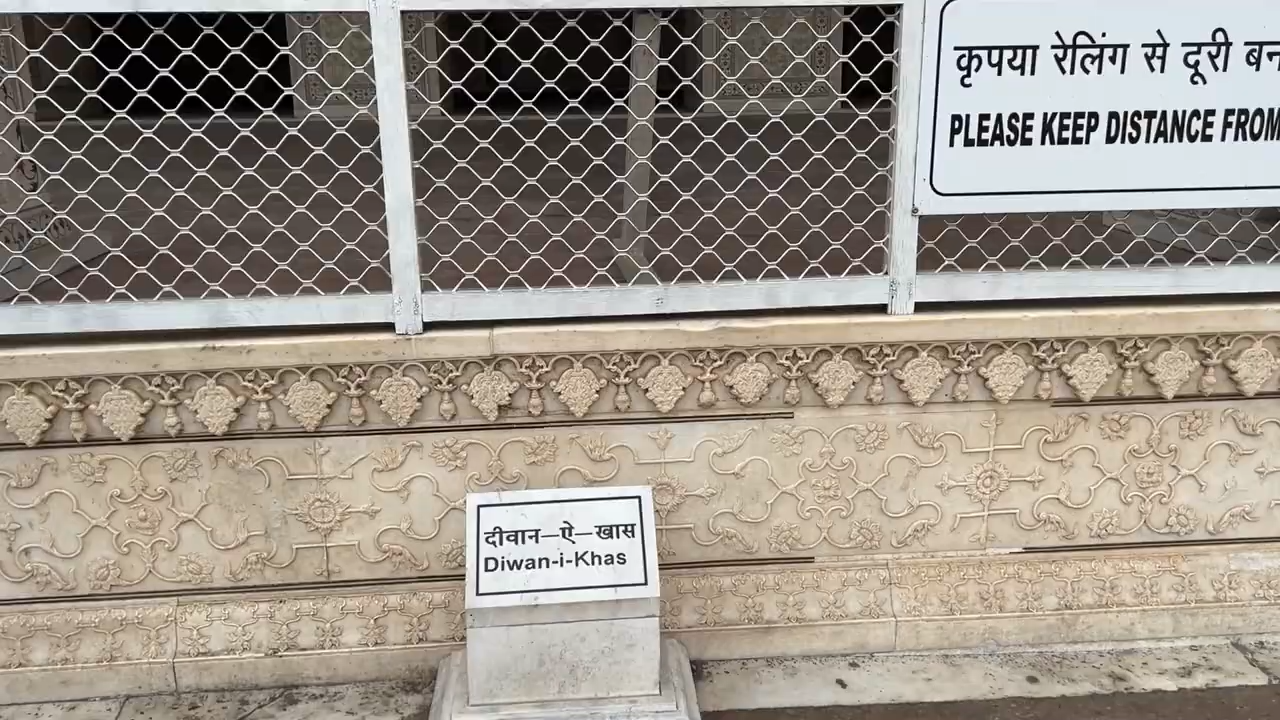 कृपया रेलिंग से दूरी
PLEASE KEEP DISTANCE FROM
दीवान–ऐ–खास
Diwan-i-Khas